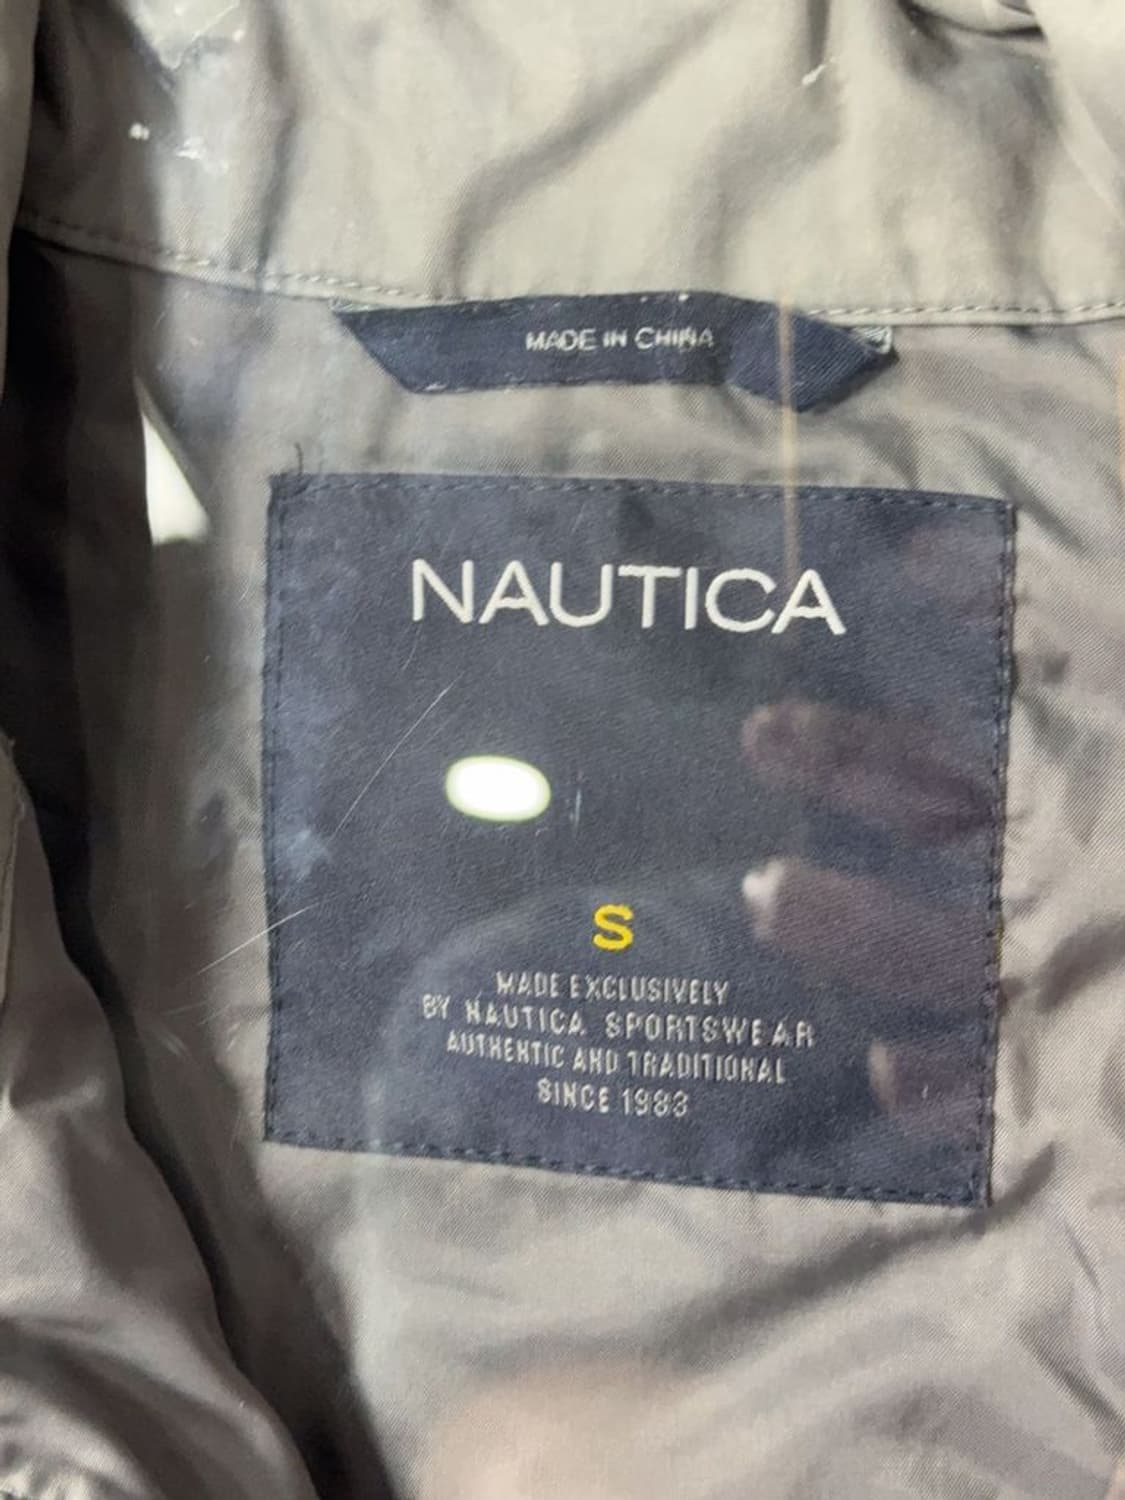 MADE IN CHINA
NAUTICA
S
MADE EXCLUSIVELY
BY NAUTICA SPORTSWEAR
AUTHENTIC AND TRADITIONAL
SINCE 1983